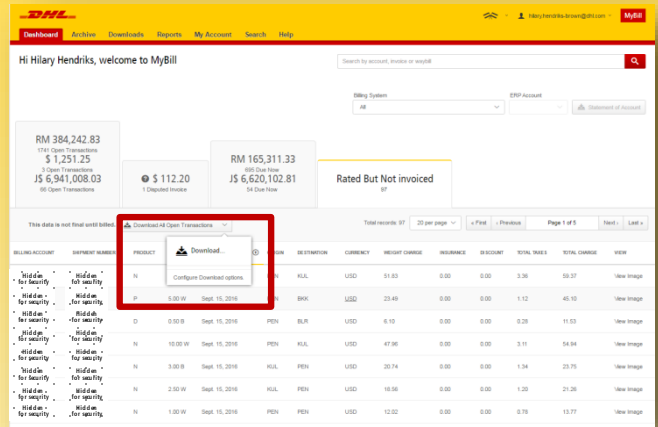 DHL
hilary.hendriks-brown@dhl.com MyBill
Dashboard Archive Downloads Reports My Account Search Help
Hi Hilary Hendriks, welcome to MyBill
Search by account, invoice or waybill
Billing System ERP Account
All Statement of Account
RM 384,242.83
1741 Open Transactions
$ 1,251.25
3 Open Transactions
J$ 6,941,008.03
66 Open Transactions
$ 112.20
1 Disputed Invoice
RM 165,311.33
695 Due Now
J$ 6,620,102.81
54 Due Now
Rated But Not invoiced
97
This data is not final until billed. Download All Open Transactions Total records: 97 20 per page « First ‹ Previous Page 1 of 5 Next › Last »
Download...
Configure Download options
BILLING ACCOUNT SHIPMENT NUMBER PRODUCT ORIGIN DESTINATION CURRENCY WEIGHT CHARGE INSURANCE DISCOUNT TOTAL TAXES TOTAL CHARGE VIEW
Hidden for security Hidden for security N KUL USD 51.83 0.00 0.00 3.36 59.37 View Image
Hidden for security Hidden for security P 5.00 W Sept. 15, 2016 BKK USD 23.49 0.00 0.00 1.12 45.10 View Image
Hidden for security Hidden for security D 0.50 B Sept. 15, 2016 PEN BLR USD 6.10 0.00 0.00 0.28 11.53 View Image
Hidden for security Hidden for security N 10.00 W Sept. 15, 2016 PEN KUL USD 47.96 0.00 0.00 3.11 54.94 View Image
Hidden for security Hidden for security N 3.00 B Sept. 15, 2016 KUL PEN USD 20.74 0.00 0.00 1.34 23.75 View Image
Hidden for security Hidden for security N 2.50 W Sept. 15, 2016 KUL PEN USD 18.56 0.00 0.00 1.20 21.26 View Image
Hidden for security Hidden for security N 1.00 W Sept. 15, 2016 PEN PEN USD 12.02 0.00 0.00 0.78 13.77 View Image